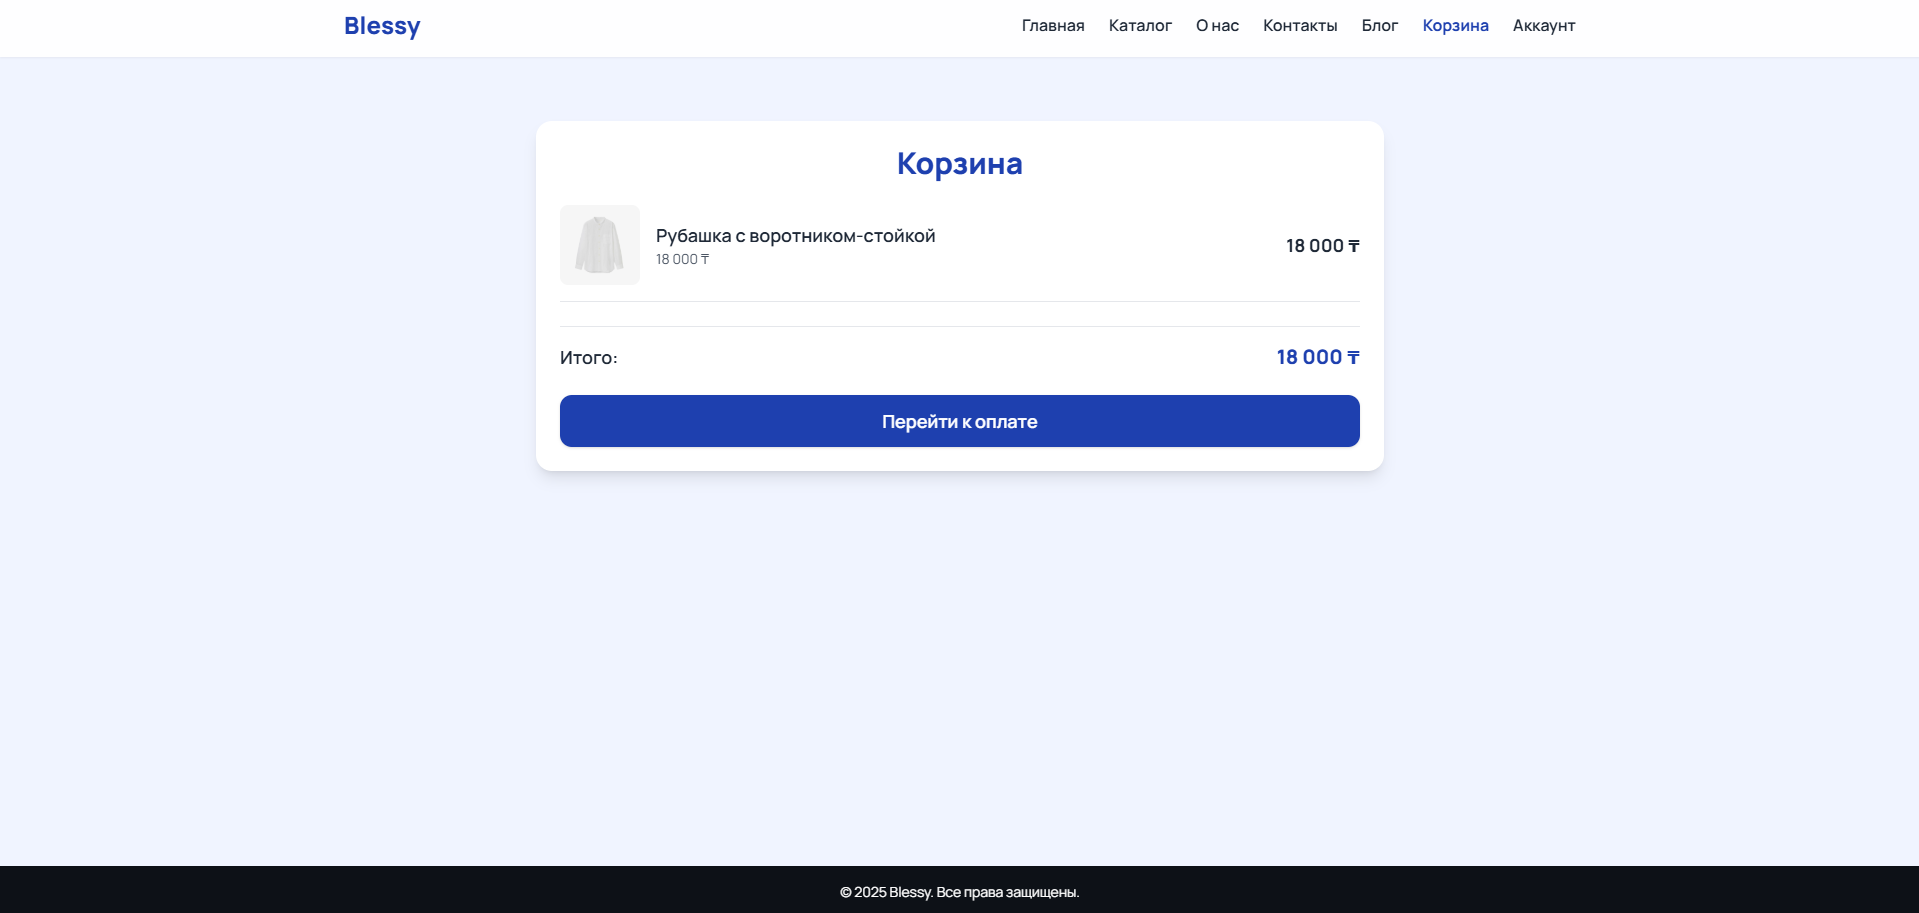 Blessy
Главная Каталог О нас Контакты Блог Корзина Аккаунт
Корзина
Рубашка с воротником-стойкой
18 000 ₸
18 000 ₸
Итого:
18 000 ₸
Перейти к оплате
© 2025 Blessy. Все права защищены.